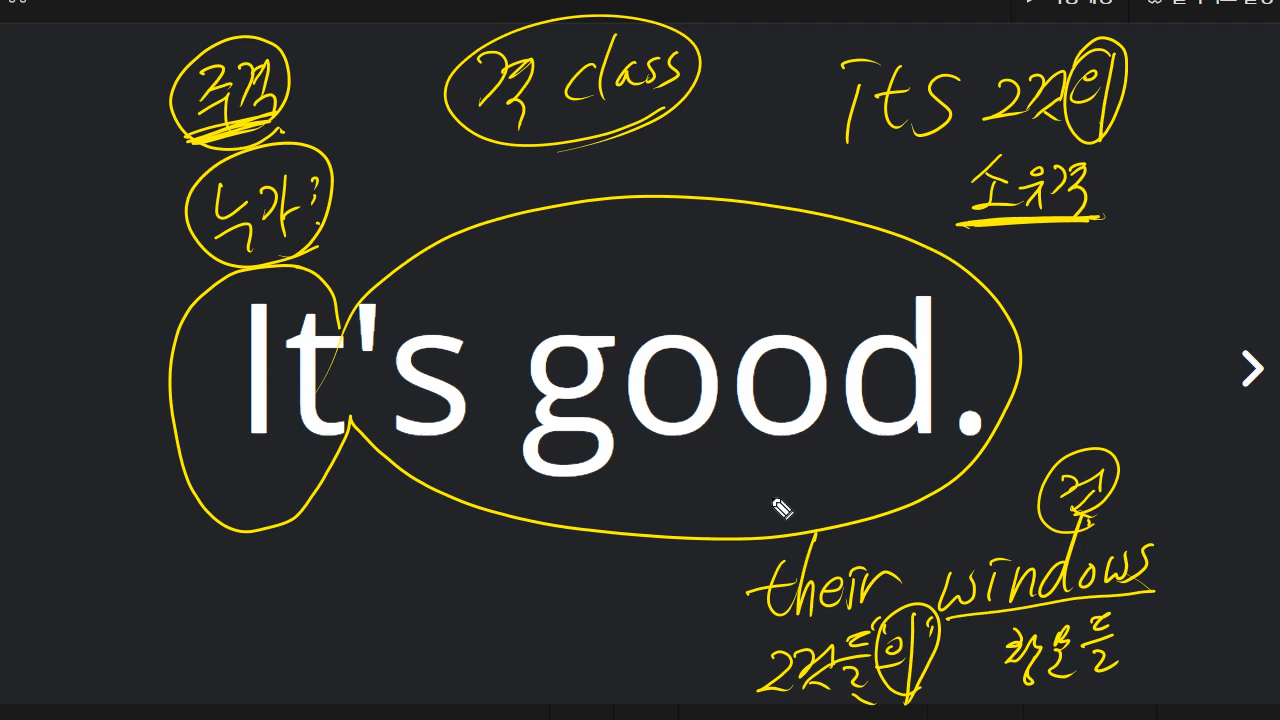 주격
격 class
its 그것의
소유격
누가?
It's good.
their windows
그것들의 창문들